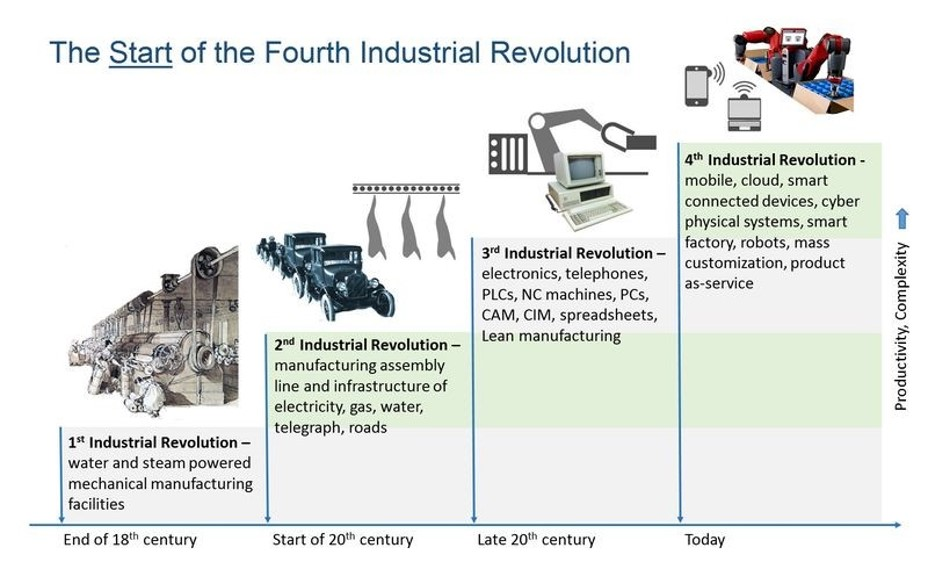 The Start of the Fourth Industrial Revolution
4th Industrial Revolution -
mobile, cloud, smart
connected devices, cyber
physical systems, smart
factory, robots, mass
customization, product
as-service
3rd Industrial Revolution –
electronics, telephones,
PLCs, NC machines, PCs,
CAM, CIM, spreadsheets,
Lean manufacturing
2nd Industrial Revolution –
manufacturing assembly
line and infrastructure of
electricity, gas, water,
telegraph, roads
1st Industrial Revolution –
water and steam powered
mechanical manufacturing
facilities
Productivity, Complexity
End of 18th century
Start of 20th century
Late 20th century
Today